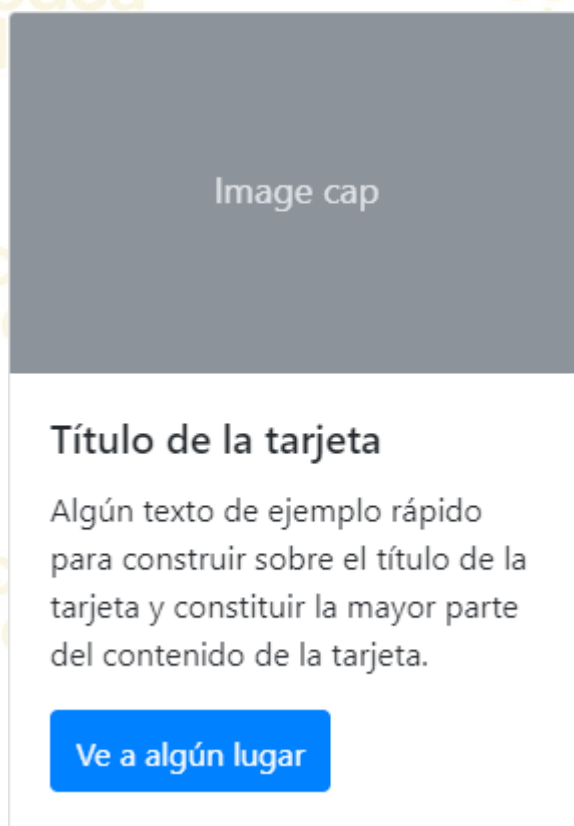 Image cap
Título de la tarjeta
Algún texto de ejemplo rápido
para construir sobre el título de la
tarjeta y constituir la mayor parte
del contenido de la tarjeta.
Ve a algún lugar